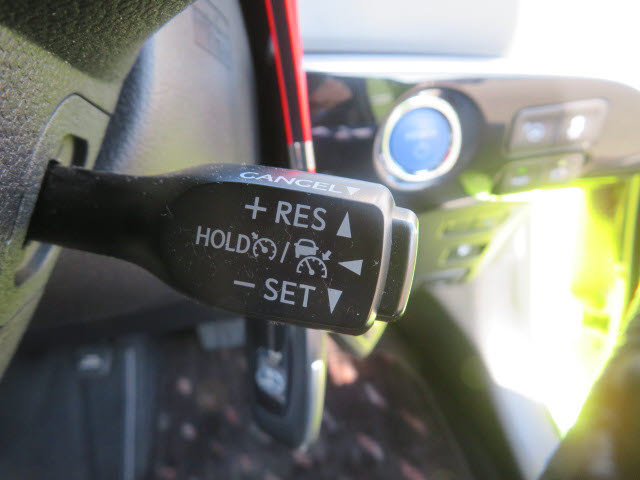 CANCEL
+ RES
HOLD /
− SET